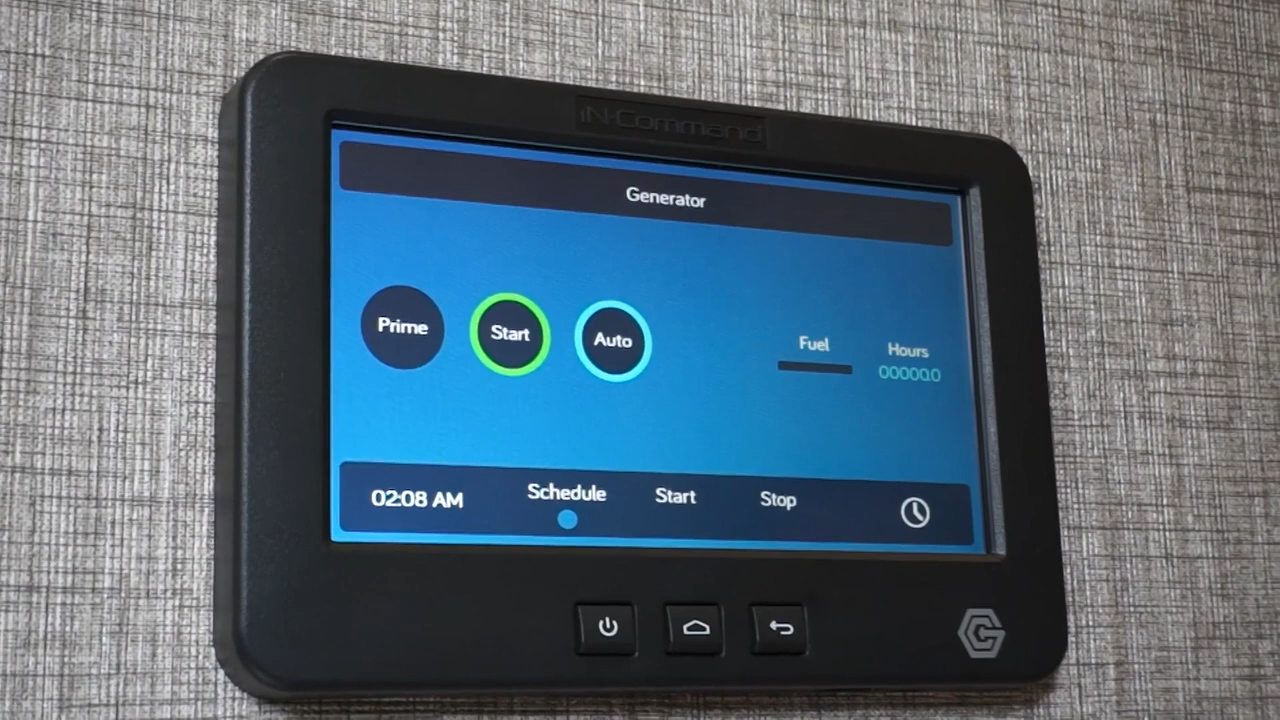 iN·Command
Generator
Prime
Start
Auto
Fuel
Hours
00000.0
02:08 AM
Schedule
Start
Stop